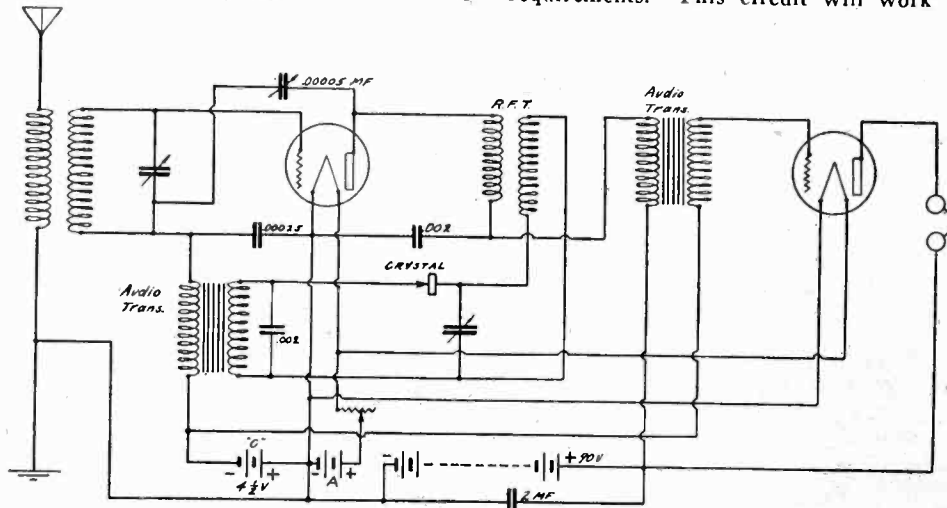 requirements. This circuit will work
.00005 MF
R.F.T.
Audio
Trans.
.00025
.002
CRYSTAL
Audio
Trans.
.002
"C"
- +
4½V
- A +
-
+90V
2 MF